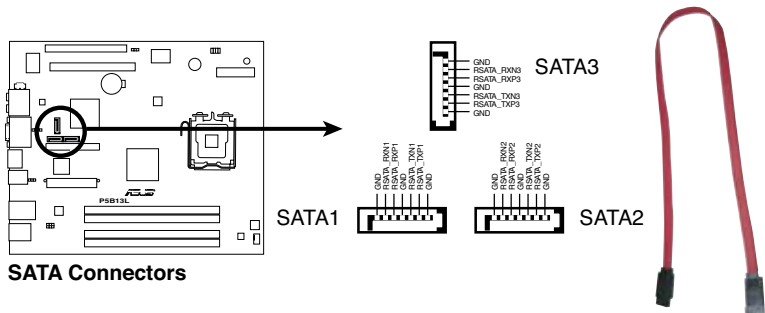 GND
RSATA_RXN3
RSATA_RXP3
GND
RSATA_TXN3
RSATA_TXP3
GND
SATA3
GND
RSATA_RXN1
RSATA_RXP1
GND
RSATA_TXN1
RSATA_TXP1
GND
SATA1
GND
RSATA_RXN2
RSATA_RXP2
GND
RSATA_TXN2
RSATA_TXP2
GND
SATA2
ASUS
P5B13L
SATA Connectors